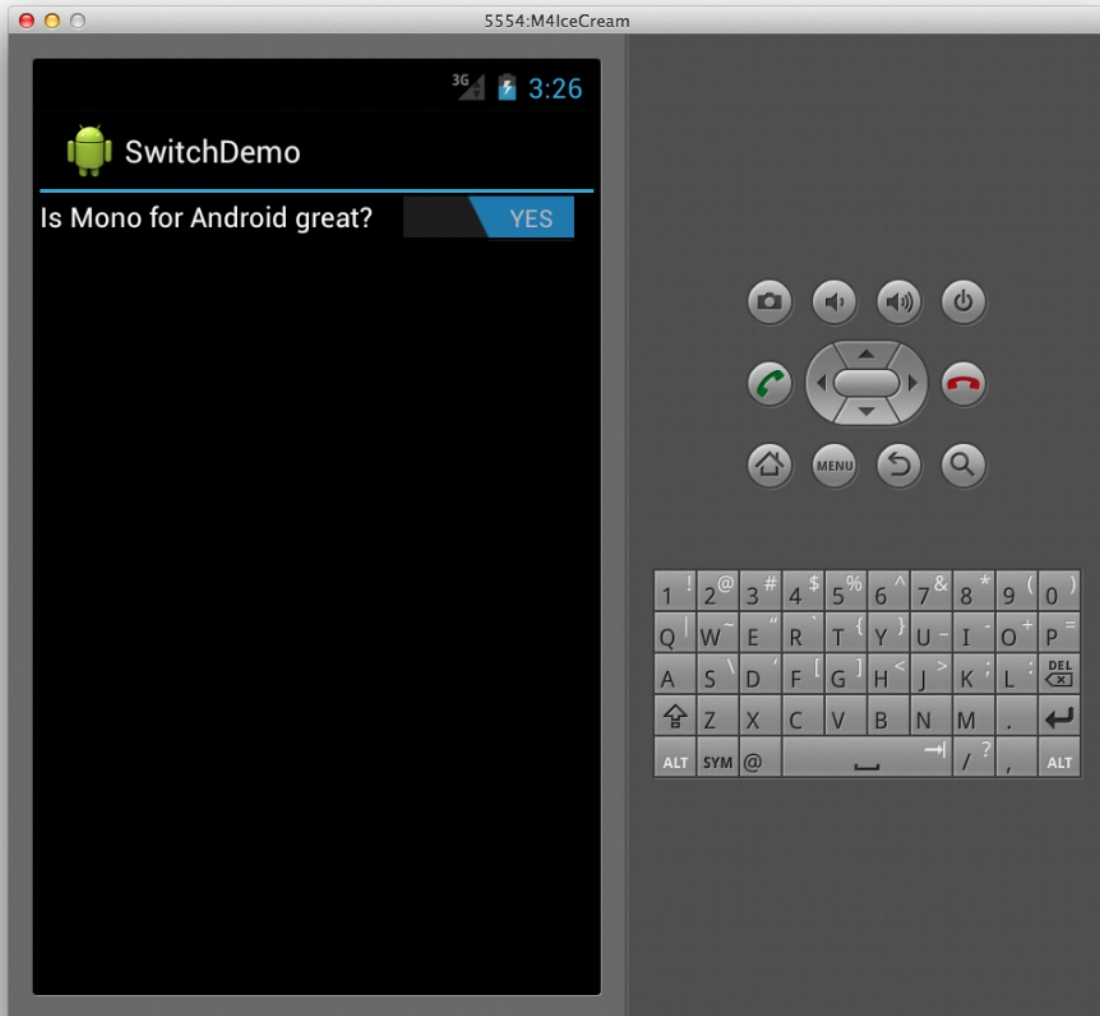 5554:M4IceCream
3G 3:26
SwitchDemo
Is Mono for Android great? YES
MENU
1 ! 2 @ 3 # 4 $ 5 % 6 ^ 7 & 8 * 9 ( 0 )
Q | W ~ E “ R ` T { Y } U _ I - O + P =
A S \ D ‘ F [ G ] H < J > K ; L : DEL
Z X C V B N M .
ALT SYM @ / ? , ALT